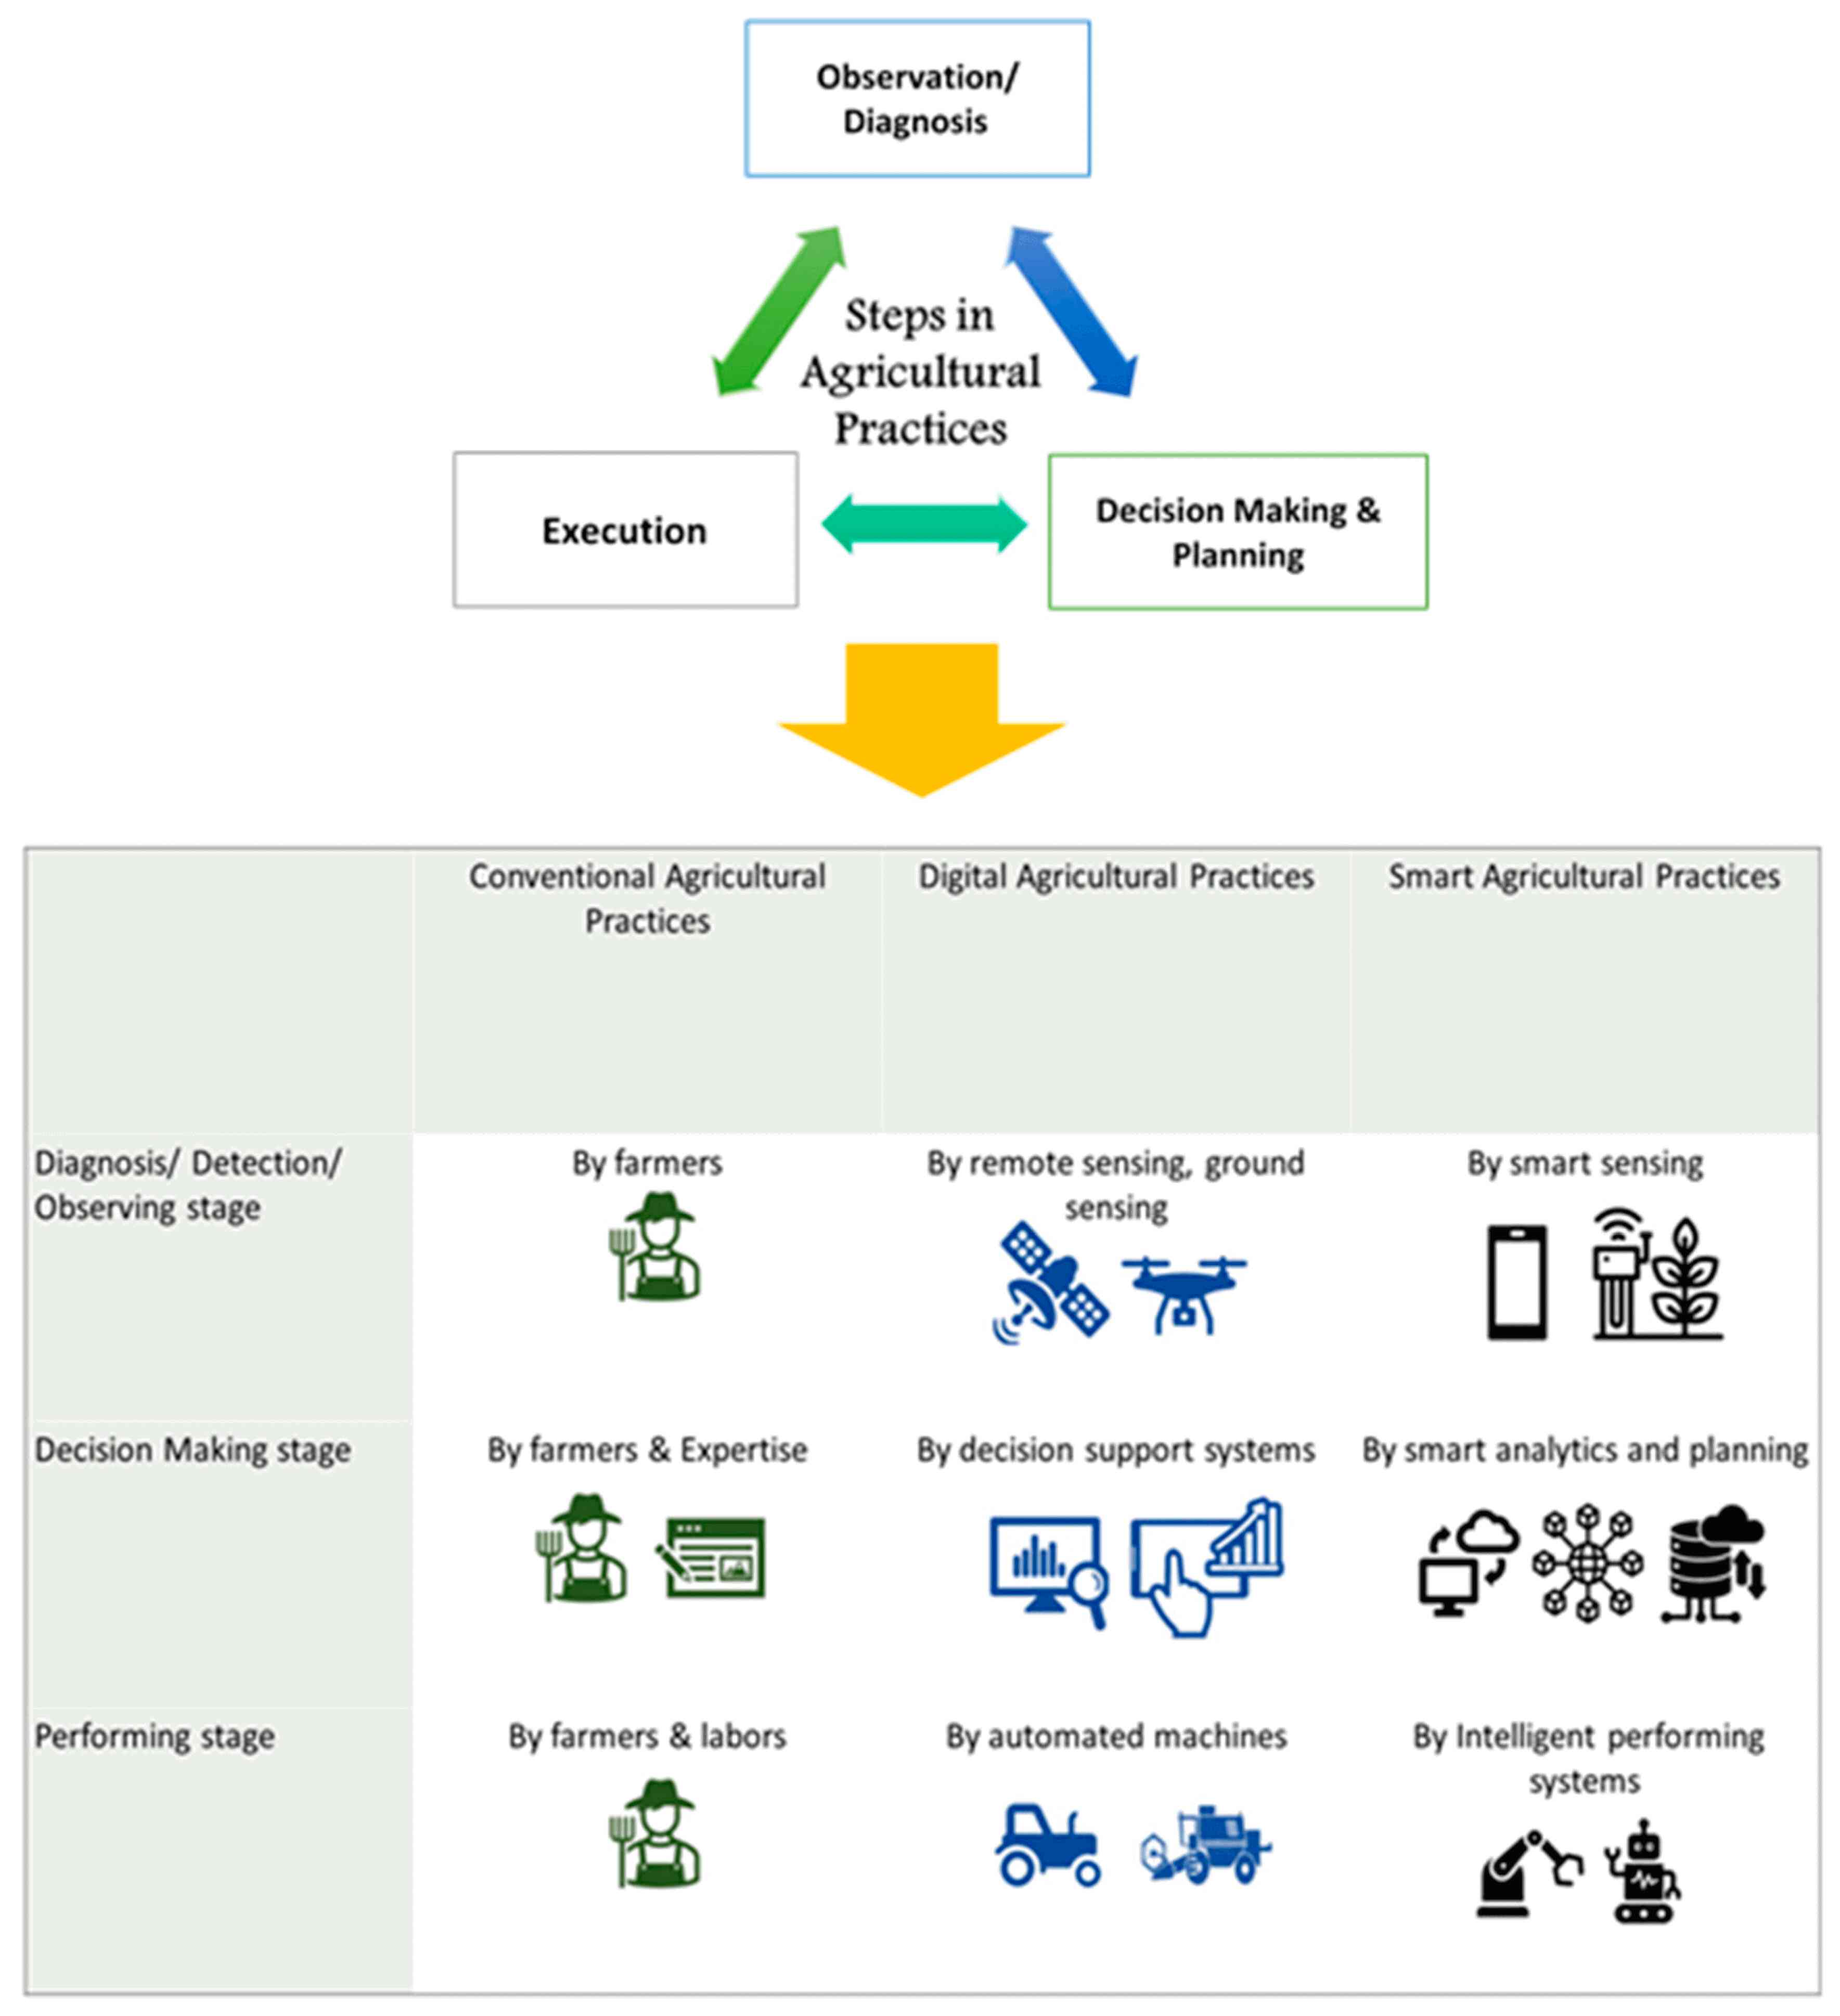 Observation/
Diagnosis
Steps in
Agricultural
Practices
Execution
Decision Making &
Planning
Conventional Agricultural
Practices
Digital Agricultural Practices
Smart Agricultural Practices
Diagnosis/ Detection/
Observing stage
By farmers
By remote sensing, ground
sensing
By smart sensing
Decision Making stage
By farmers & Expertise
By decision support systems
By smart analytics and planning
Performing stage
By farmers & labors
By automated machines
By Intelligent performing
systems